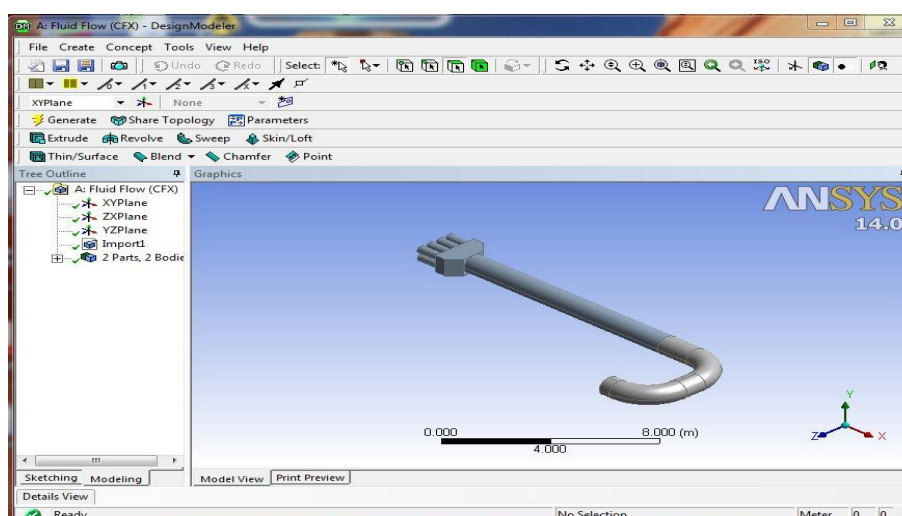 A: Fluid Flow (CFX) - DesignModeler
File Create Concept Tools View Help
Undo Redo Select:
XYPlane None
Generate Share Topology Parameters
Extrude Revolve Sweep Skin/Loft
Thin/Surface Blend Chamfer Point
Tree Outline Graphics
A: Fluid Flow (CFX)
XYPlane
ZXPlane
YZPlane
Import1
2 Parts, 2 Bodie
ANSYS
14.0
0.000 8.000 (m)
4.000
Y
Z X
Sketching Modeling Model View Print Preview
Details View
Ready No Selection Meter 0 0